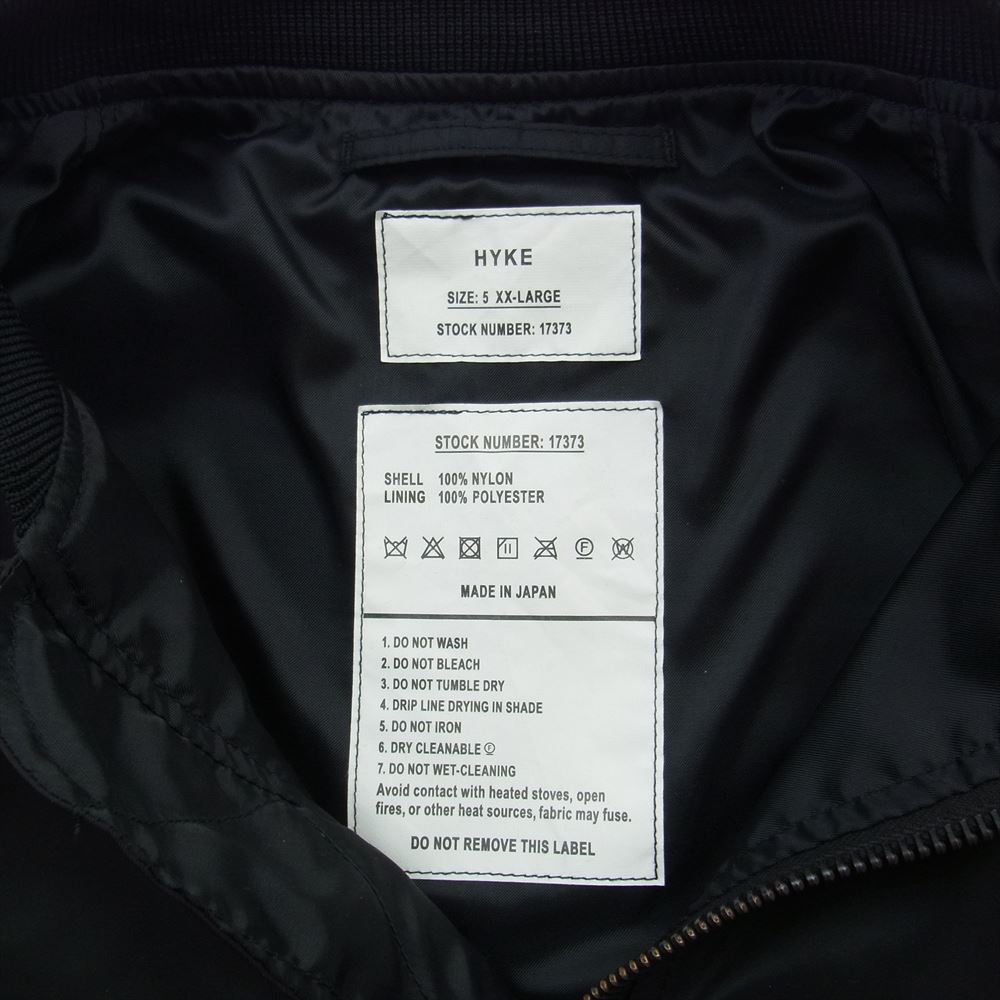 HYKE
SIZE: 5 XX-LARGE
STOCK NUMBER: 17373
STOCK NUMBER: 17373
SHELL 100% NYLON
LINING 100% POLYESTER
F W
MADE IN JAPAN
1. DO NOT WASH
2. DO NOT BLEACH
3. DO NOT TUMBLE DRY
4. DRIP LINE DRYING IN SHADE
5. DO NOT IRON
6. DRY CLEANABLE Ⓕ
7. DO NOT WET-CLEANING
Avoid contact with heated stoves, open
fires, or other heat sources, fabric may fuse.
DO NOT REMOVE THIS LABEL